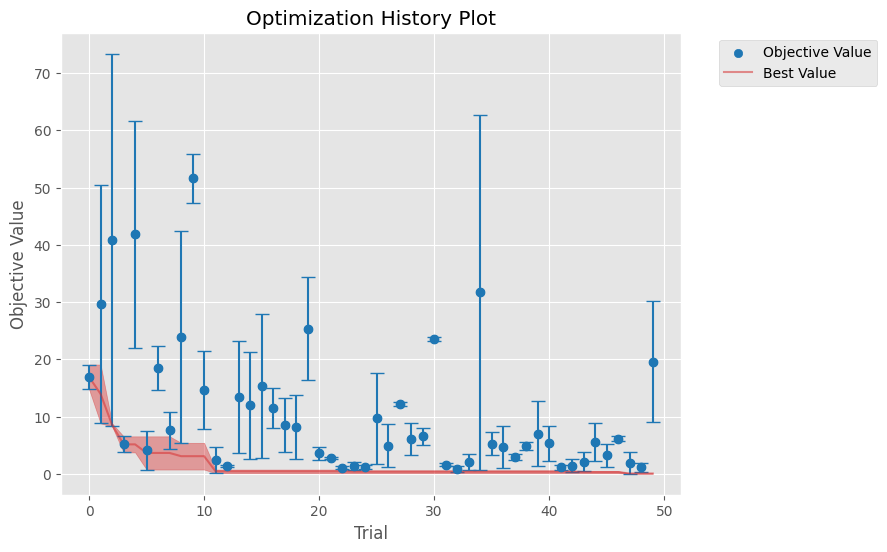 Optimization History Plot
Objective Value
Best Value
Objective Value
70
60
50
40
30
20
10
0
0 10 20 30 40 50
Trial